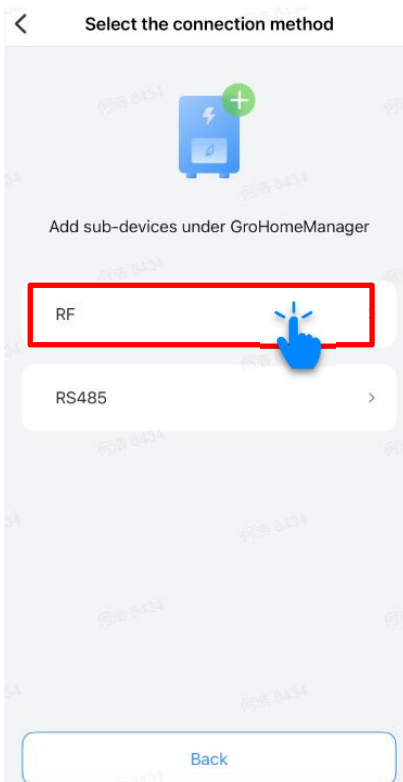 Select the connection method
Add sub-devices under GroHomeManager
RF
RS485
Back